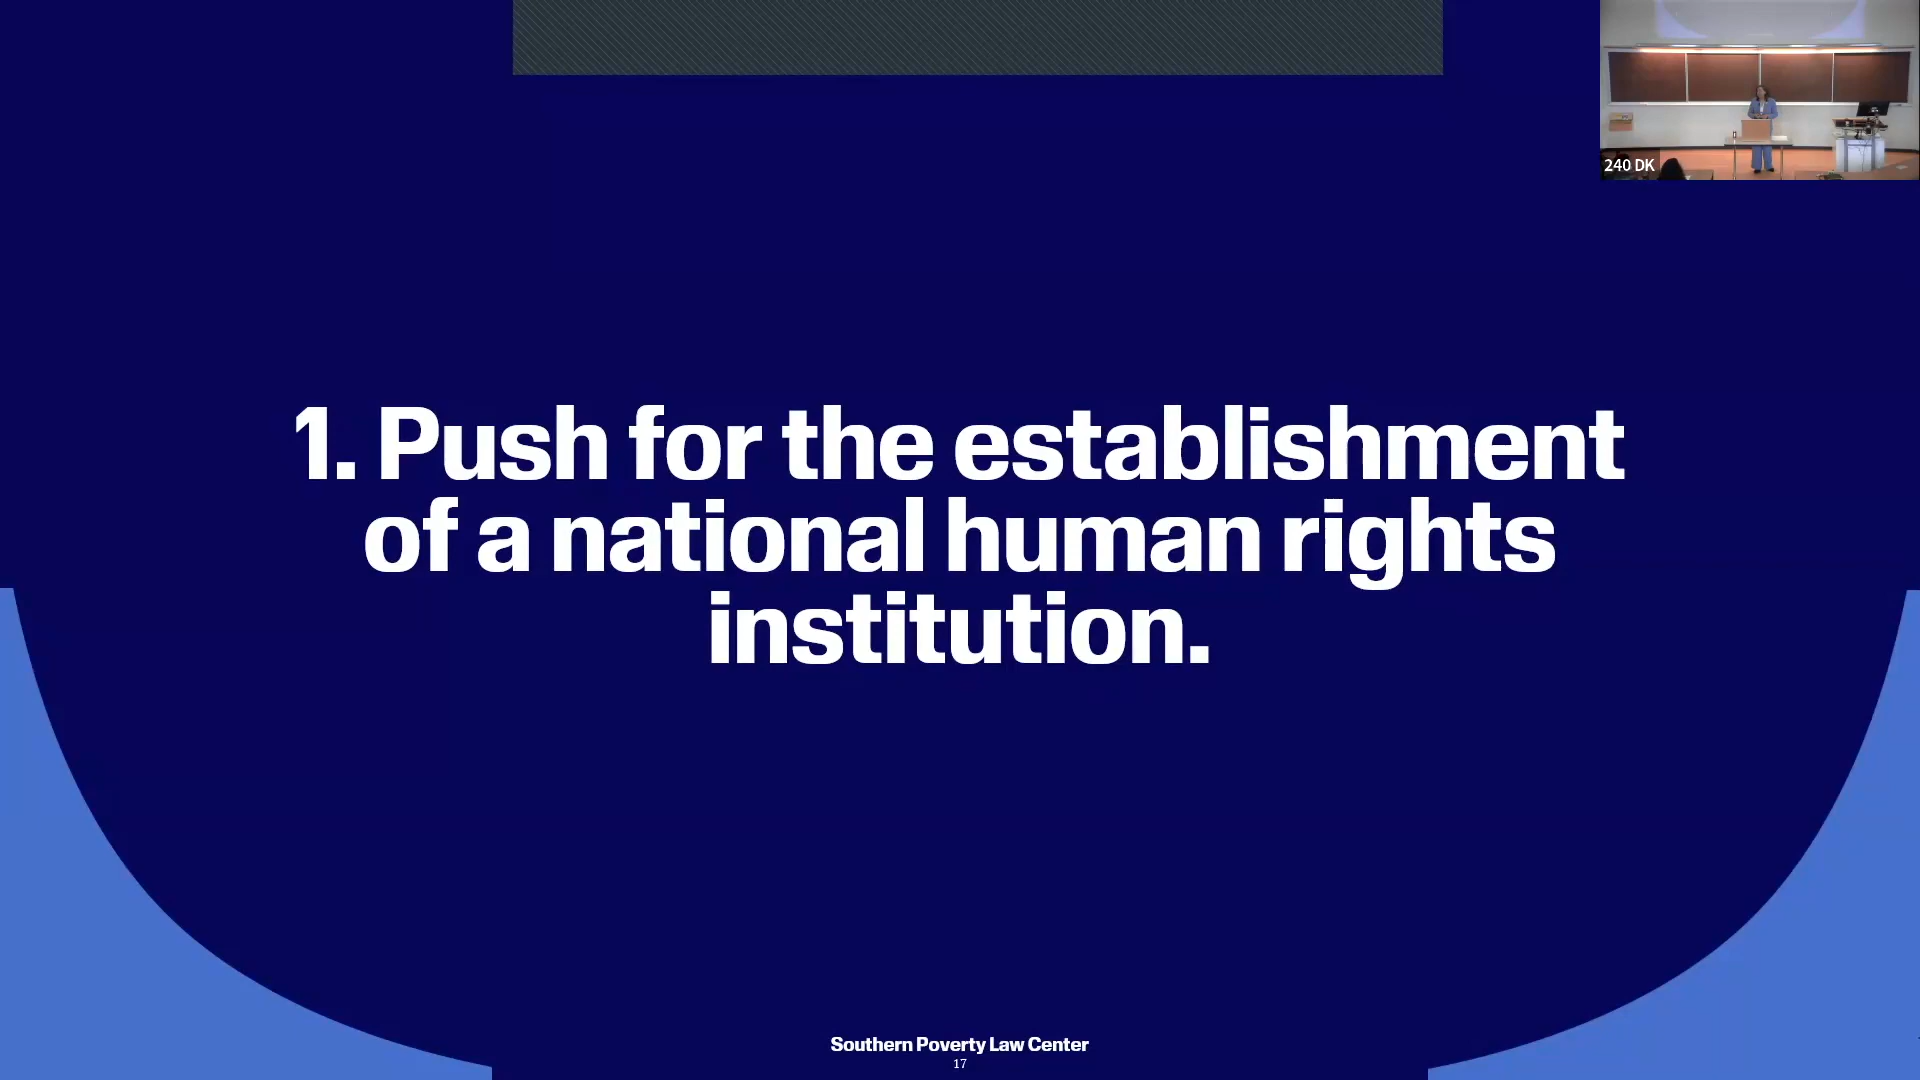 240 DK
1. Push for the establishment
of a national human rights
institution.
Southern Poverty Law Center
17